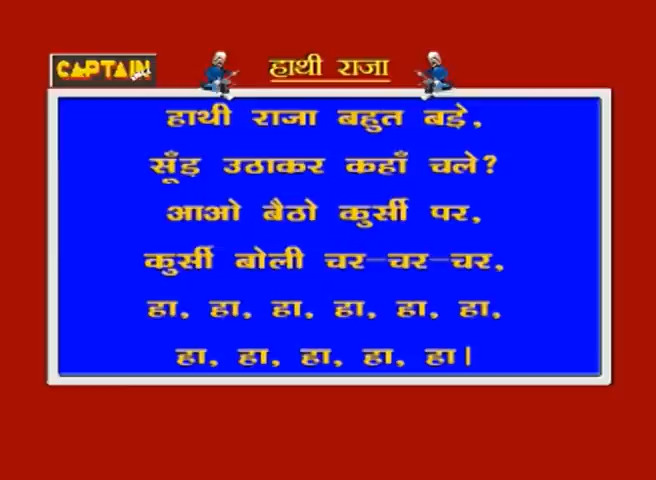 CAPTAIN
हाथी राजा
हाथी राजा बहुत बड़े,
सूँड़ उठाकर कहाँ चले?
आओ बैठो कुर्सी पर,
कुर्सी बोली चर-चर-चर,
हा, हा, हा, हा, हा, हा,
हा, हा, हा, हा, हा।